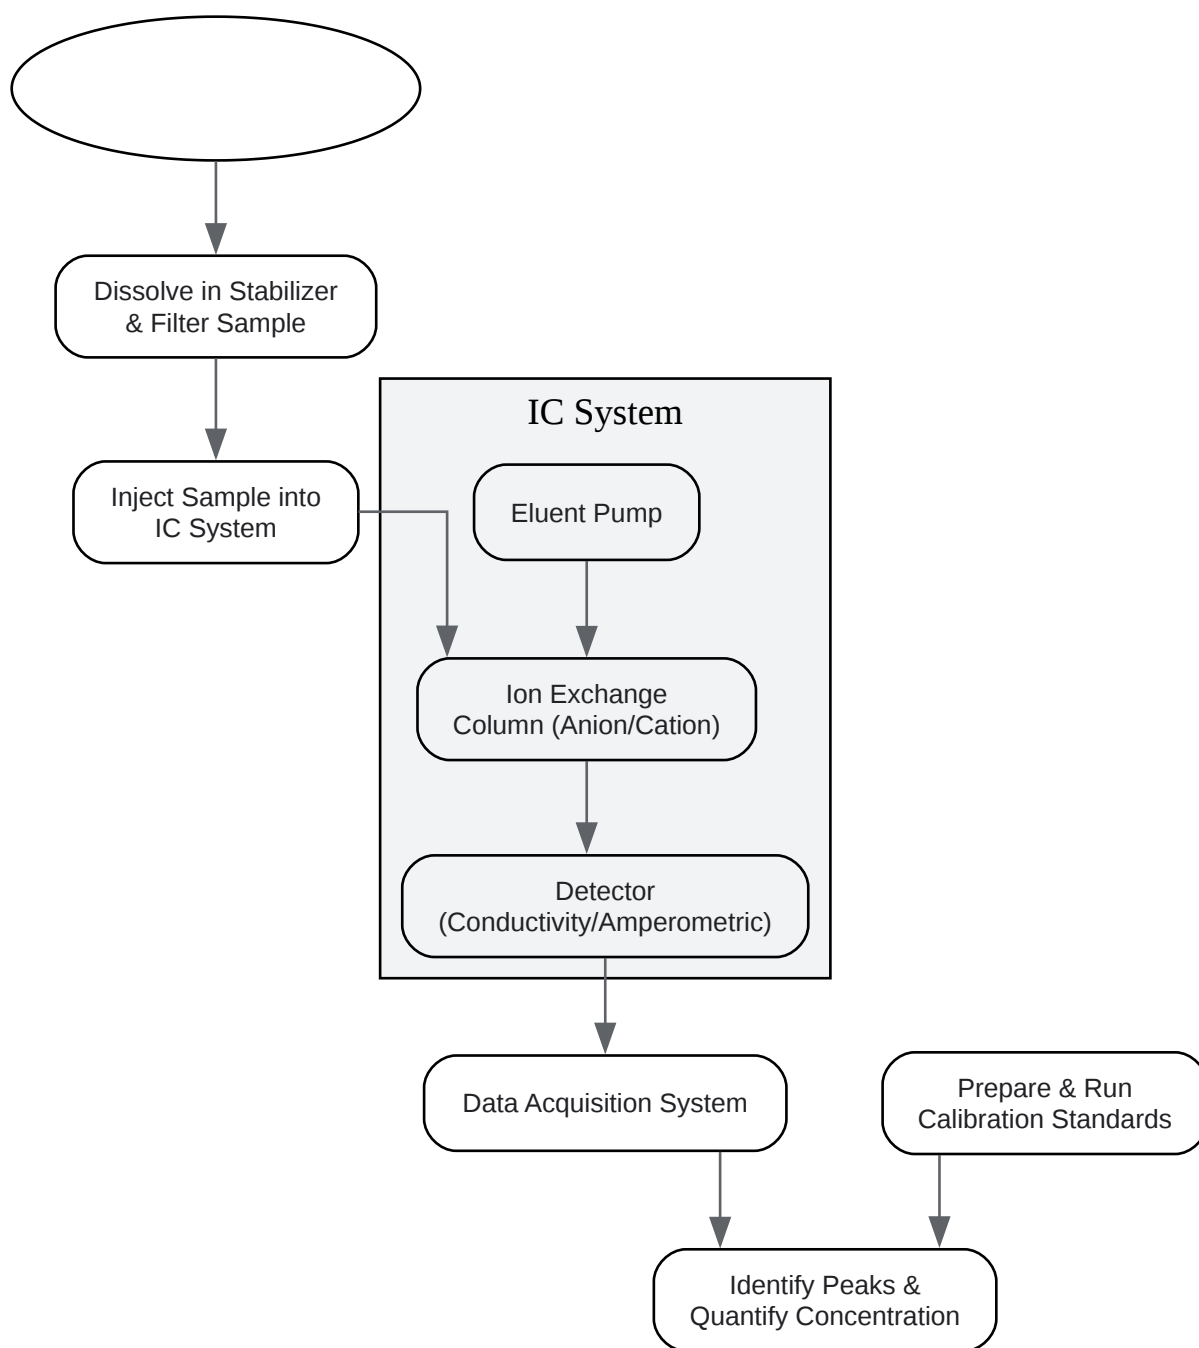 Dissolve in Stabilizer
& Filter Sample
IC System
Inject Sample into
IC System
Eluent Pump
Ion Exchange
Column (Anion/Cation)
Detector
(Conductivity/Amperometric)
Data Acquisition System
Prepare & Run
Calibration Standards
Identify Peaks &
Quantify Concentration